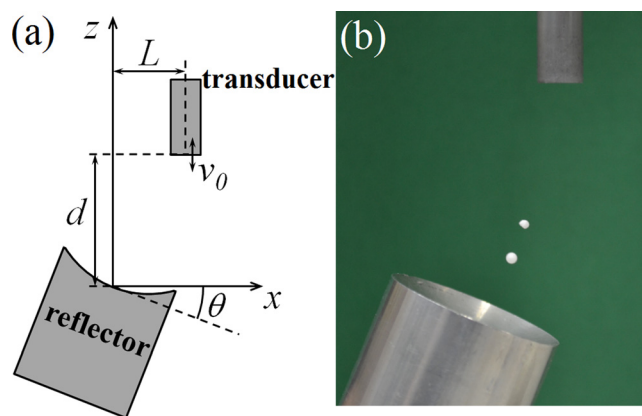 (a)
z
L
transducer
v₀
d
x
θ
reflector
(b)